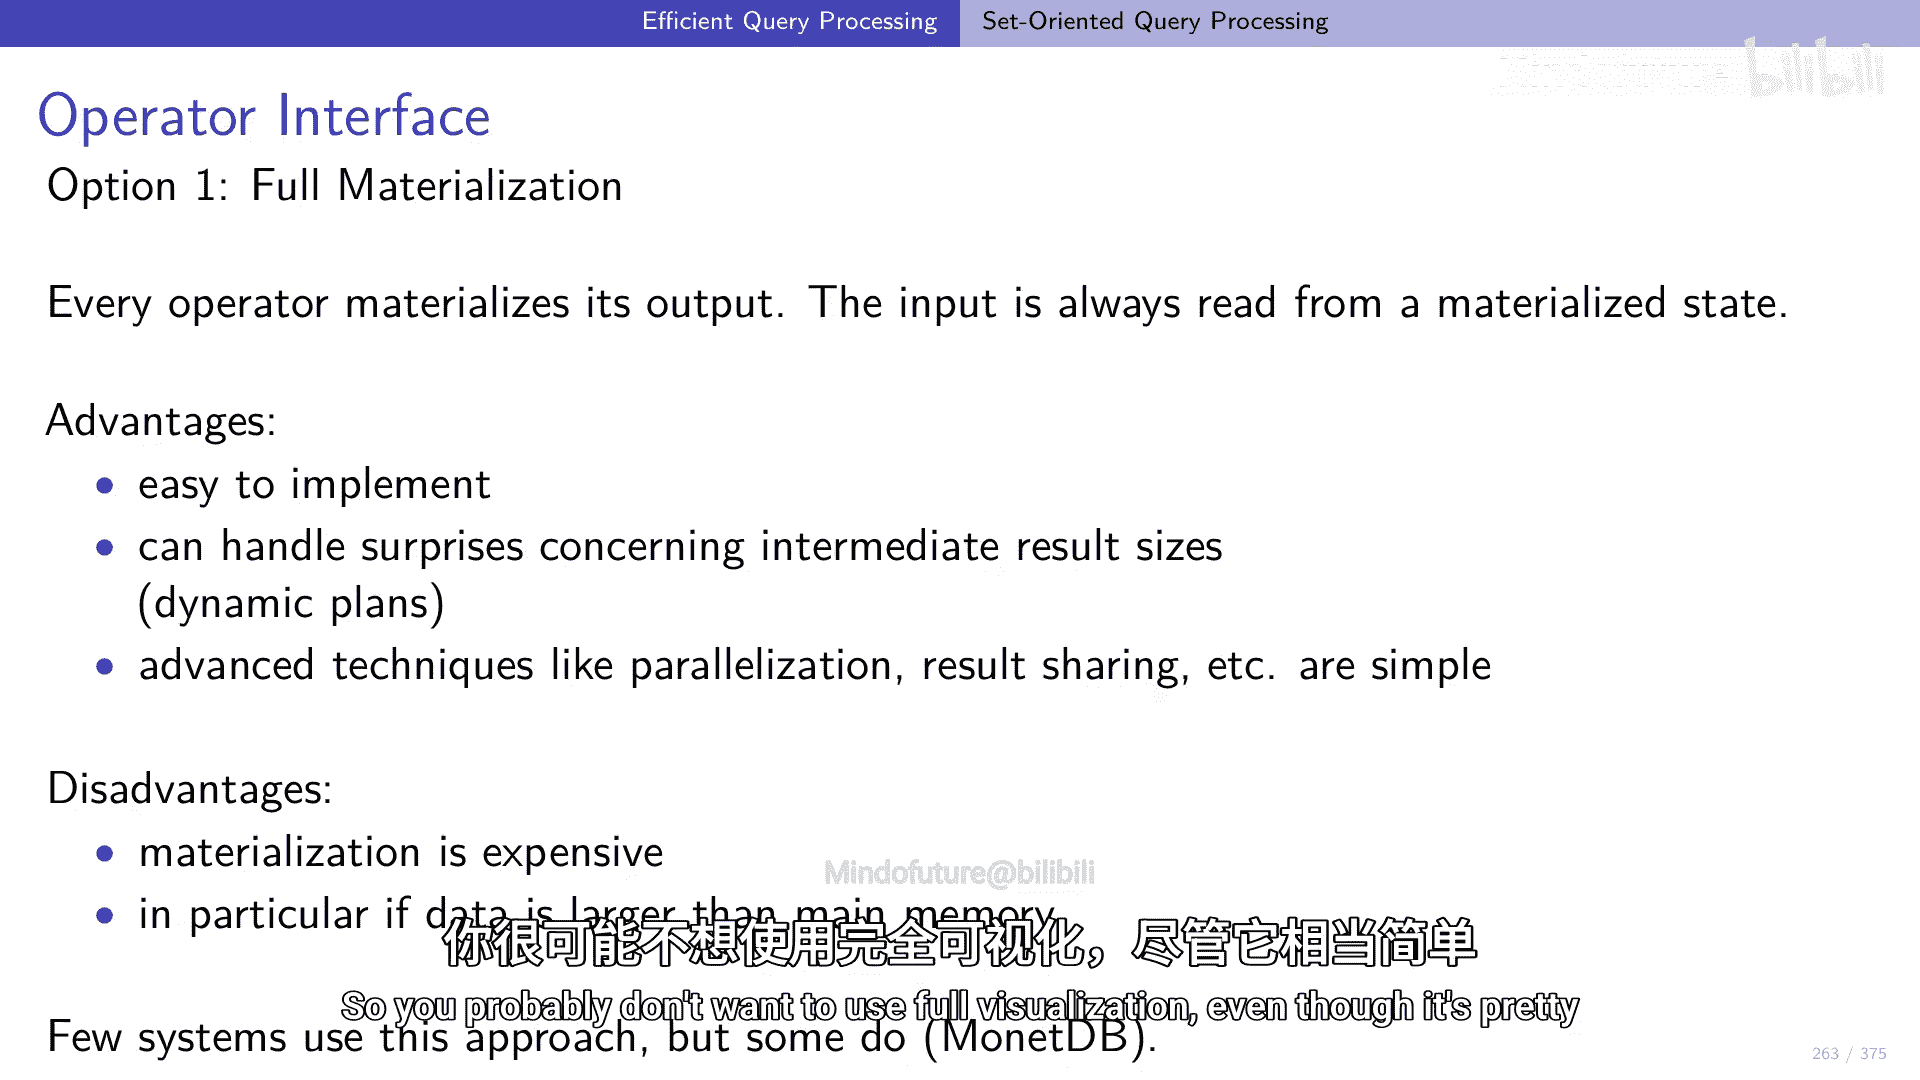 Efficient Query Processing
Set-Oriented Query Processing
bilibili
Operator Interface
Option 1: Full Materialization
Every operator materializes its output. The input is always read from a materialized state.
Advantages:
• easy to implement
• can handle surprises concerning intermediate result sizes
(dynamic plans)
• advanced techniques like parallelization, result sharing, etc. are simple
Disadvantages:
• materialization is expensive
Mindofuture@bilibili
• in particular if data is larger than main memory
你很可能不想使用完全可视化，尽管它相当简单
So you probably don't want to use full visualization, even though it's pretty
Few systems use this approach, but some do (MonetDB).
263 / 375